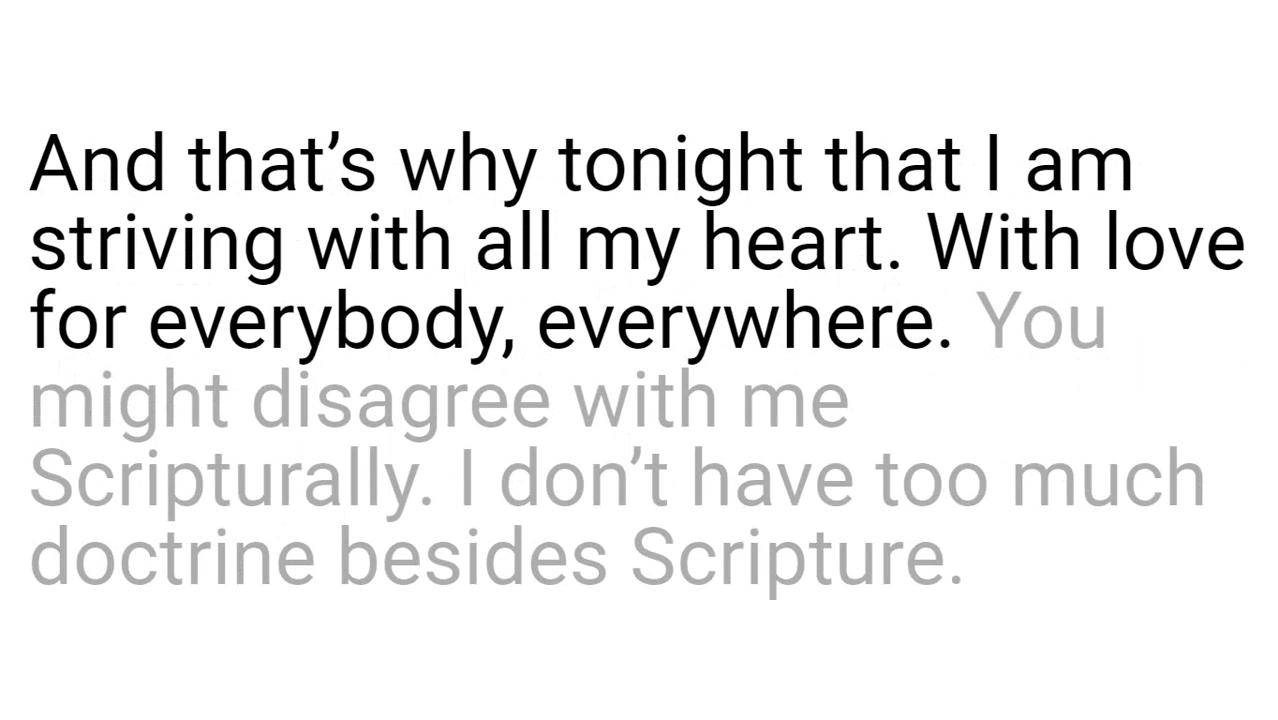 And that’s why tonight that I am
striving with all my heart. With love
for everybody, everywhere. You
might disagree with me
Scripturally. I don’t have too much
doctrine besides Scripture.